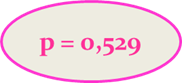 p = 0,529